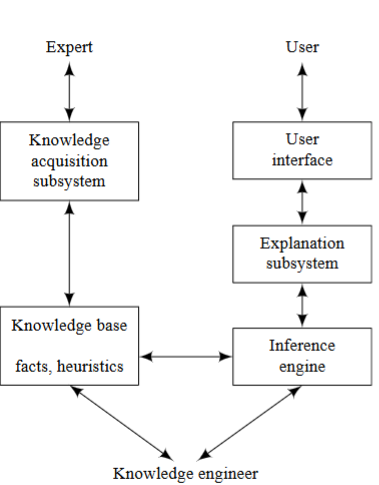 Expert
User
Knowledge
acquisition
subsystem
User
interface
Explanation
subsystem
Knowledge base
facts, heuristics
Inference
engine
Knowledge engineer